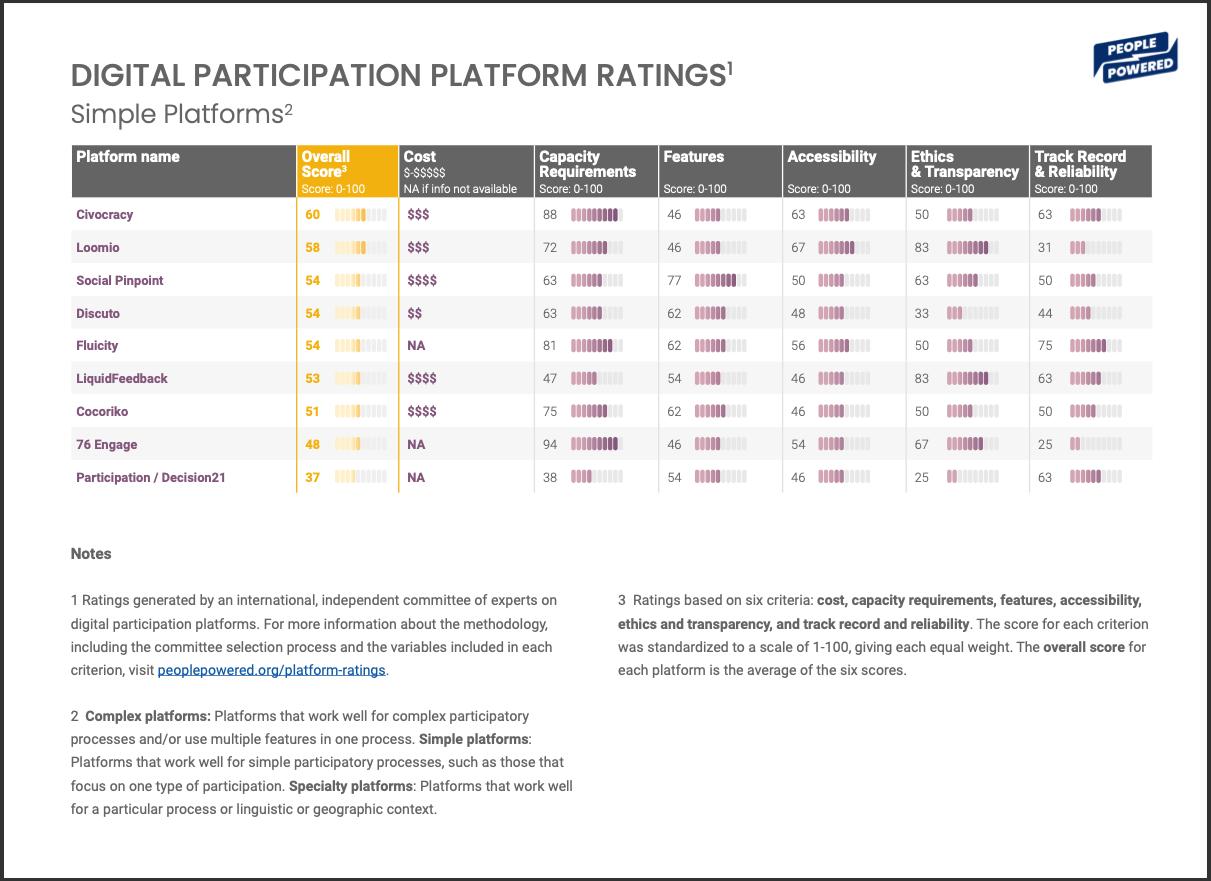 PEOPLE
POWERED
DIGITAL PARTICIPATION PLATFORM RATINGS¹
Simple Platforms²
Platform name Overall Score³ Score: 0-100 Cost $-$$$$$ NA if info not available Capacity Requirements Score: 0-100 Features Score: 0-100 Accessibility Score: 0-100 Ethics & Transparency Score: 0-100 Track Record & Reliability Score: 0-100
Civocracy 60 $$$ 88 46 63 50 63
Loomio 58 $$$ 72 46 67 83 31
Social Pinpoint 54 $$$$ 63 77 50 63 50
Discuto 54 $$ 63 62 48 33 44
Fluicity 54 NA 81 62 56 50 75
LiquidFeedback 53 $$$$ 47 54 46 83 63
Cocoriko 51 $$$$ 75 62 46 50 50
76 Engage 48 NA 94 46 54 67 25
Participation / Decision21 37 NA 38 54 46 25 63
Notes
1 Ratings generated by an international, independent committee of experts on
digital participation platforms. For more information about the methodology,
including the committee selection process and the variables included in each
criterion, visit peoplepowered.org/platform-ratings.
2 Complex platforms: Platforms that work well for complex participatory
processes and/or use multiple features in one process. Simple platforms:
Platforms that work well for simple participatory processes, such as those that
focus on one type of participation. Specialty platforms: Platforms that work well
for a particular process or linguistic or geographic context.
3 Ratings based on six criteria: cost, capacity requirements, features, accessibility,
ethics and transparency, and track record and reliability. The score for each criterion
was standardized to a scale of 1-100, giving each equal weight. The overall score for
each platform is the average of the six scores.